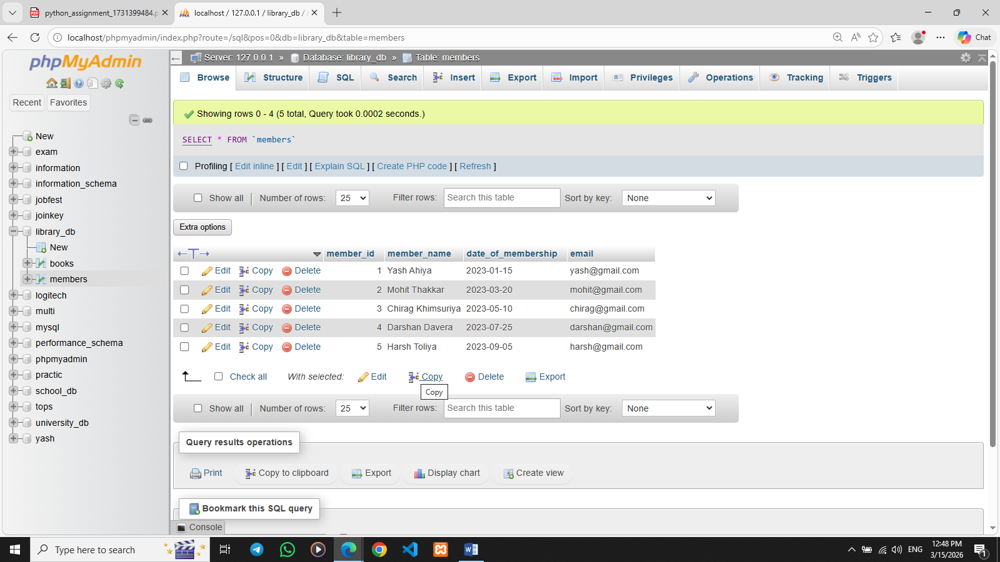 python_assignment_1731399484.p
localhost / 127.0.0.1 / library_db /
localhost/phpmyadmin/index.php?route=/sql&pos=0&db=library_db&table=members
Chat
phpMyAdmin
Recent Favorites
New
exam
information
information_schema
jobfest
joinkey
library_db
New
books
members
logitech
multi
mysql
performance_schema
phpmyadmin
practic
school_db
tops
university_db
yash
Server: 127.0.0.1 » Database: library_db » Table: members
Browse Structure SQL Search Insert Export Import Privileges Operations Tracking Triggers
Showing rows 0 - 4 (5 total, Query took 0.0002 seconds.)
SELECT * FROM `members`
Profiling [ Edit inline ] [ Edit ] [ Explain SQL ] [ Create PHP code ] [ Refresh ]
Show all Number of rows: 25 Filter rows: Search this table Sort by key: None
Extra options
member_id member_name date_of_membership email
Edit Copy Delete 1 Yash Ahiya 2023-01-15 yash@gmail.com
Edit Copy Delete 2 Mohit Thakkar 2023-03-20 mohit@gmail.com
Edit Copy Delete 3 Chirag Khimsuriya 2023-05-10 chirag@gmail.com
Edit Copy Delete 4 Darshan Davera 2023-07-25 darshan@gmail.com
Edit Copy Delete 5 Harsh Toliya 2023-09-05 harsh@gmail.com
Check all With selected: Edit Copy Delete Export
Copy
Show all Number of rows: 25 Filter rows: Search this table Sort by key: None
Query results operations
Print Copy to clipboard Export Display chart Create view
Bookmark this SQL query
Console
Type here to search
ENG
12:48 PM
3/15/2026
1